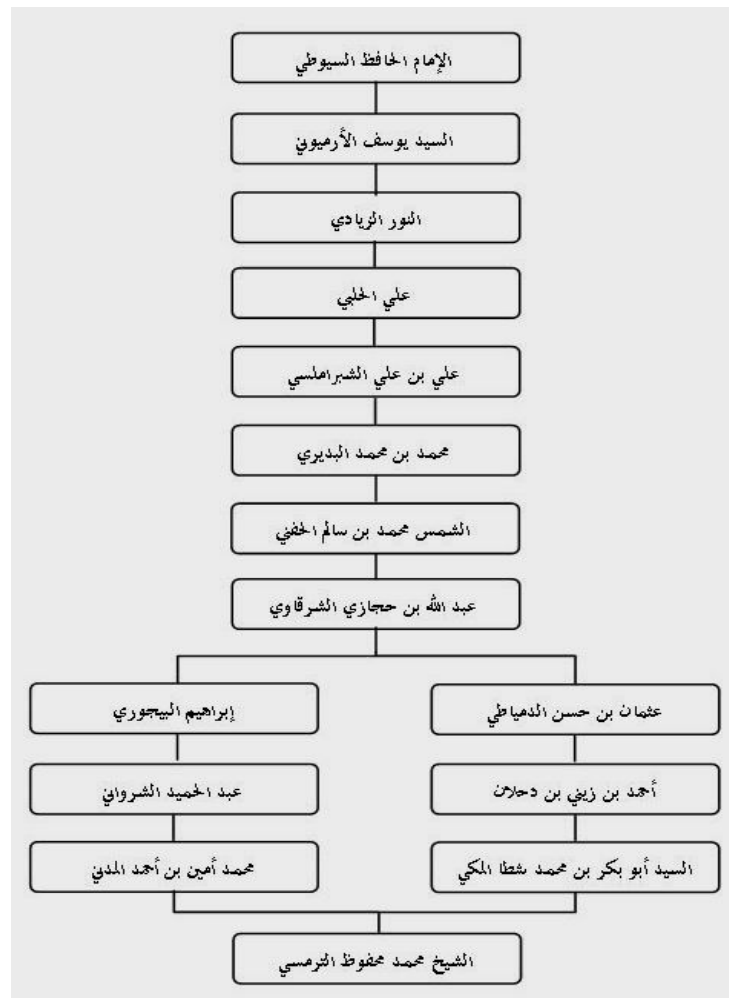 الإمام الحافظ السيوطي
السيد يوسف الأرميوني
النور الزيادي
علي الحلبي
علي بن علي الشبراملسي
محمد بن محمد البديري
الشمس محمد بن سالم الحفني
عبد الله بن حجازي الشرقاوي
عثمان بن حسن الدمياطي
إبراهيم البيجوري
أحمد بن زيني بن دحلان
عبد الحميد الشرواني
السيد أبو بكر بن محمد شطا المكي
محمد أمين بن أحمد المدني
الشيخ محمد محفوظ الترمسي